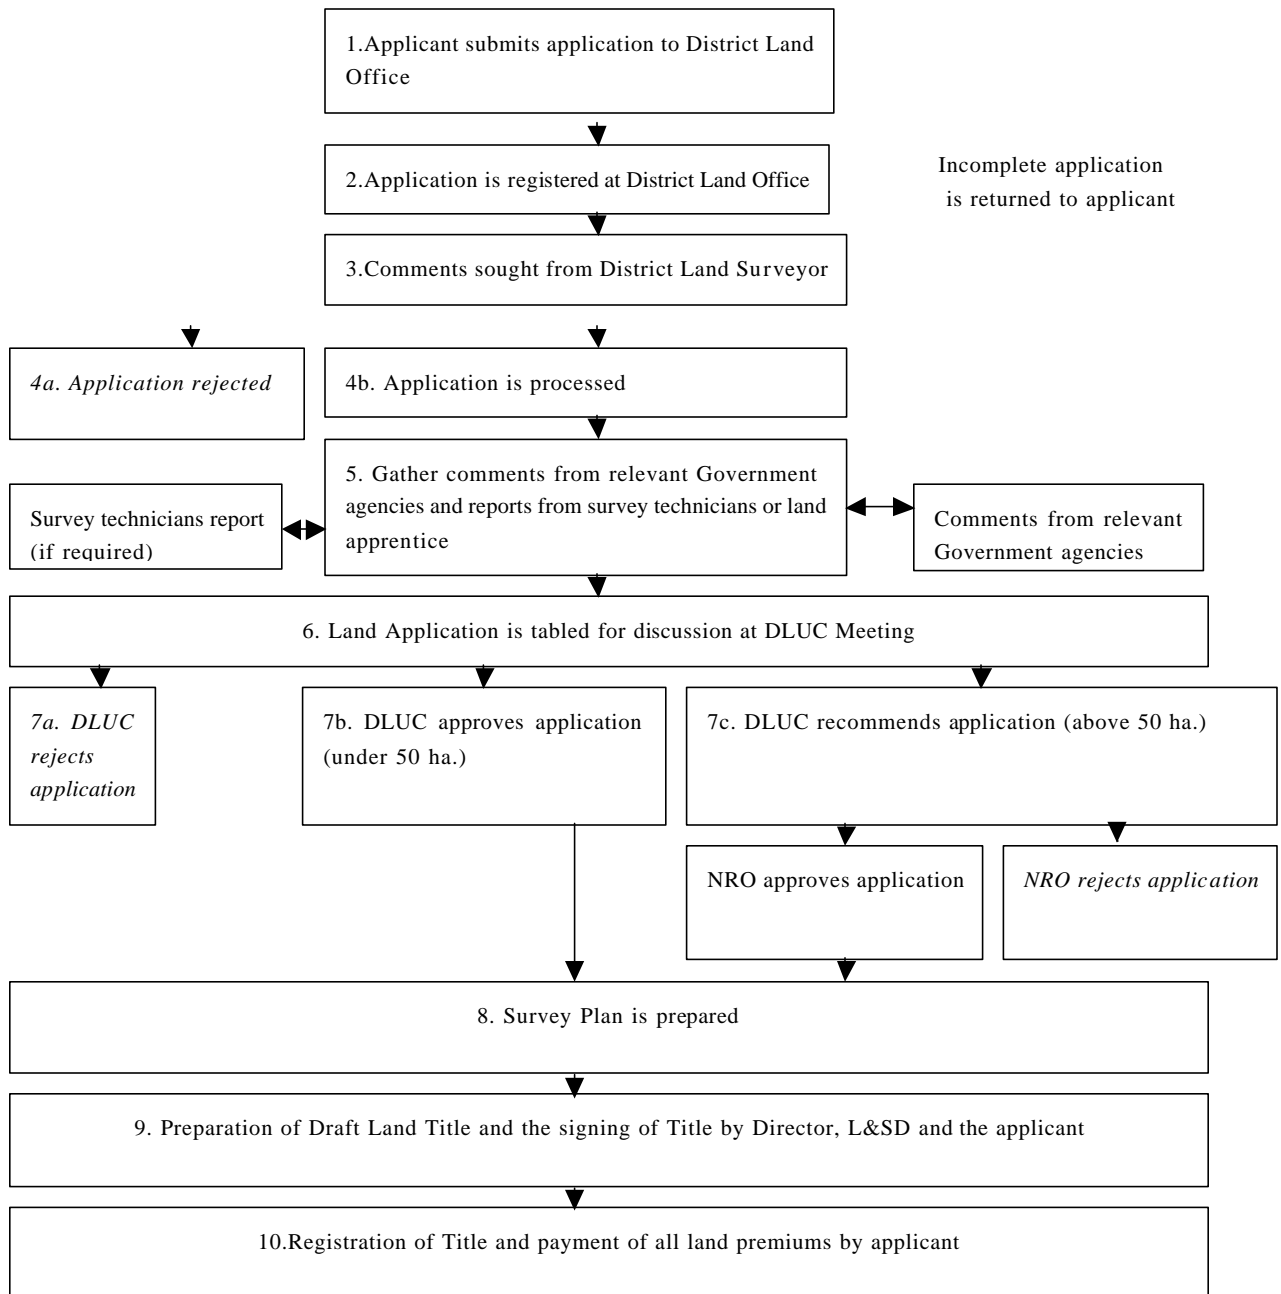 1.Applicant submits application to District Land
Office
2.Application is registered at District Land Office
Incomplete application
is returned to applicant
3.Comments sought from District Land Surveyor
4a. Application rejected
4b. Application is processed
5. Gather comments from relevant Government
agencies and reports from survey technicians or land
apprentice
Survey technicians report
(if required)
Comments from relevant
Government agencies
6. Land Application is tabled for discussion at DLUC Meeting
7a. DLUC
rejects
application
7b. DLUC approves application
(under 50 ha.)
7c. DLUC recommends application (above 50 ha.)
NRO approves application
NRO rejects application
8. Survey Plan is prepared
9. Preparation of Draft Land Title and the signing of Title by Director, L&SD and the applicant
10.Registration of Title and payment of all land premiums by applicant